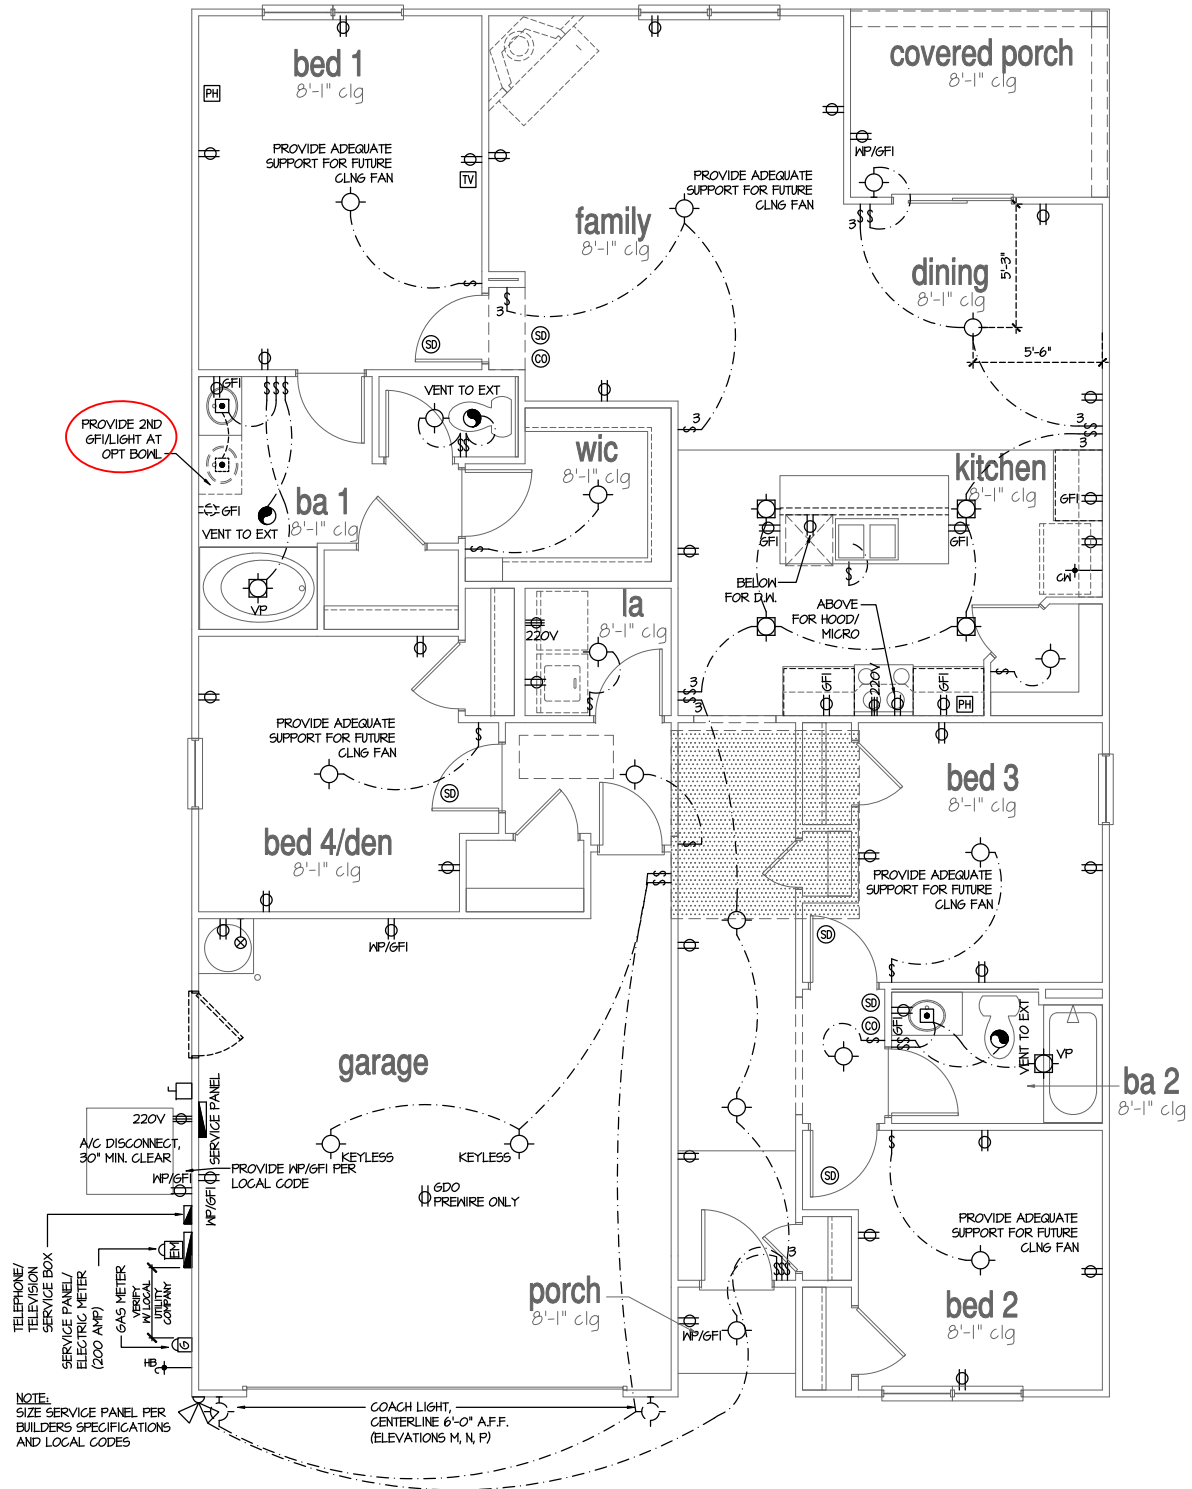 bed 1
8'-1" clg
covered porch
8'-1" clg
PH
PROVIDE ADEQUATE
SUPPORT FOR FUTURE
CLNG FAN
TV
WP/GFI
PROVIDE ADEQUATE
SUPPORT FOR FUTURE
CLNG FAN
family
8'-1" clg
3
dining
8'-1" clg
5'-3"
5'-6"
3
SD
SD
CO
GFI
VENT TO EXT
PROVIDE 2ND
GFI/LIGHT AT
OPT BOWL
3
3
3
wic
8'-1" clg
kitchen
8'-1" clg
GFI
GFI
ba 1
8'-1" clg
VENT TO EXT
GFI
GFI
BELOW
FOR D.W.
CW
VP
ABOVE
FOR HOOD/
MICRO
la
8'-1" clg
220V
GFI
220V
GFI
PH
3
3
PROVIDE ADEQUATE
SUPPORT FOR FUTURE
CLNG FAN
SD
bed 4/den
8'-1" clg
bed 3
8'-1" clg
PROVIDE ADEQUATE
SUPPORT FOR FUTURE
CLNG FAN
WP/GFI
SD
SD
CO
GFI
VENT TO EXT
VP
garage
ba 2
8'-1" clg
220V
SERVICE PANEL
A/C DISCONNECT,
30" MIN. CLEAR
KEYLESS
KEYLESS
WP/GFI
PROVIDE WP/GFI PER
LOCAL CODE
WP/GFI
GDO
PREWIRE ONLY
SD
PROVIDE ADEQUATE
SUPPORT FOR FUTURE
CLNG FAN
3
TELEPHONE/
TELEVISION
SERVICE BOX
EM
SERVICE PANEL/
ELECTRIC METER
(200 AMP)
GAS METER
VERIFY
W/ LOCAL
UTILITY
COMPANY
G
HB
porch
8'-1" clg
WP/GFI
bed 2
8'-1" clg
NOTE:
SIZE SERVICE PANEL PER
BUILDERS SPECIFICATIONS
AND LOCAL CODES
COACH LIGHT,
CENTERLINE 6'-0" A.F.F.
(ELEVATIONS M, N, P)